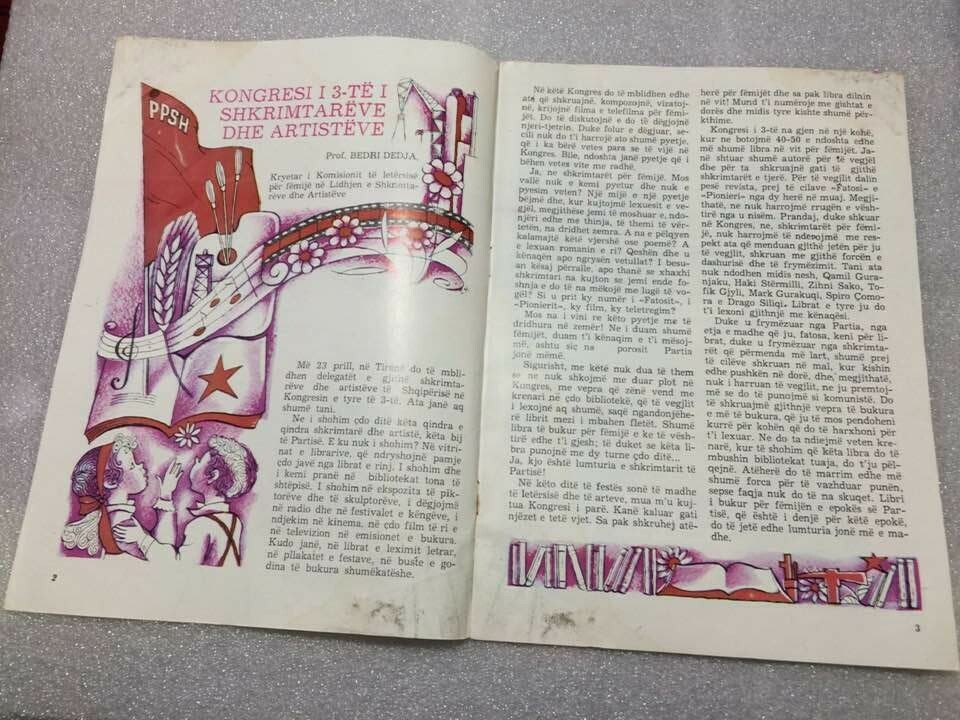 PPSH
KONGRESI I 3-TË I
SHKRIMTARËVE
DHE ARTISTËVE
Prof. BEDRI DEDJA,
Kryetar i Komisionit të letërsisë
për fëmijë në Lidhjen e Shkrimta-
rëve dhe Artistëve
Më 23 prill, në Tiranë do të mbli-
dhen delegatët e gjithë shkrimta-
rëve dhe artistëve të Shqipërisë në
Kongresin e tyre të 3-të. Ata janë aq
shumë tani.
Ne i shohim çdo ditë këta qindra e
qindra shkrimtarë dhe artistë, këta bij
të Partisë. E ku nuk i shohim? Në vitri-
nat e librarive, që ndryshojnë pamje
çdo javë nga librat e rinj. I shohim dhe
i kemi pranë në bibliotekat tona të
shtëpisë. I shohim në ekspozita të pik-
torëve dhe të skulptorëve, i dëgjojmë
në radio dhe në festivalet e këngëve, i
ndjekim në kinema, në çdo film të ri e
në televizion në emisionet e bukura.
Kudo janë, në librat e leximit letrar,
në pllakatet e festave, në buste e go-
dina të bukura shumëkatëshe.
2
Në këtë Kongres do të mblidhen edhe
ata që shkruajnë, kompozojnë, vizatoj-
në, krijojnë filma e telefilma për fëmi-
jët. Do të diskutojnë e do të dëgjojnë
njëri-tjetrin. Duke folur e dëgjuar, se-
cili nuk do t'i harrojë ato shumë pyetje,
që i ka bërë vetes para se të vijë në
Kongres. Bile, ndoshta janë pyetje që i
bëhen vetes vite me radhë.
Ja, ne shkrimtarët për fëmijë. Mos
vallë nuk e kemi pyetur dhe nuk e
pyesim veten? Një mijë e një pyetje
bëjmë dhe, kur kujtojmë lexuesit e ve-
gjël, megjithëse jemi të moshuar e, ndo-
njëri edhe me thinja, të themi të vër-
tetën, na dridhet zemra. A na e pëlqyen
kalamajtë këtë vjershë ose poemë? A
e lexuan romanin e ri? Qeshën dhe u
kënaqën apo ngrysën vetullat? I besu-
an kësaj përralle, apo thanë se xhaxhi
shkrimtari na kujton se jemi ende fo-
shnja e do të na mëkojë me lugë të vo-
gël? Si u prit ky numër i «Fatosit», i
«Pionierit», ky film, ky teletregim?
Mos na i vini re këto pyetje me të
dridhura në zemër! Ne i duam shumë
fëmijët, duam t'i kënaqim e t'i mësoj-
më, ashtu siç na porosit Partia
jonë mëmë.
Sigurisht, me këtë nuk dua të them
se ne nuk shkojmë me duar plot në
Kongres, me vepra që zënë vend me
krenari në çdo bibliotekë, që të vegjlit
i lexojnë aq shumë, saqë ngandonjëhe-
rë librit mezi i mbahen fletët. Shumë
libra të bukur për fëmijë e ke të vësh-
tirë edhe t'i gjesh; të duket se këta li-
bra punojnë me dy turne çdo ditë...
Ja, kjo është lumturia e shkrimtarit të
Partisë!
Në këto ditë të festës sonë të madhe
të letërsisë dhe të arteve, mua m'u kuj-
tua Kongresi i parë. Kanë kaluar gati
njëzet e tetë vjet. Sa pak shkruhej atë-
herë për fëmijët dhe sa pak libra dilnin
në vit! Mund t'i numëroje me gishtat e
dorës dhe midis tyre kishte shumë për-
kthime.
Kongresi i 3-të na gjen në një kohë,
kur ne botojmë 40-50 e ndoshta edhe
më shumë libra në vit për fëmijët. Ja-
në shtuar shumë autorë për të vegjël
dhe për ta shkruajnë gati të gjithë
shkrimtarët e tjerë. Për të vegjlit dalin
pesë revista, prej të cilave «Fatosi» e
«Pionieri» nga dy herë në muaj. Megji-
thatë, ne nuk harrojmë rrugën e vësh-
tirë nga u nisëm. Prandaj, duke shkuar
në Kongres, ne, shkrimtarët për fëmi-
jë, nuk harrojmë të nderojmë me res-
pekt ata që menduan gjithë jetën për ju
të vegjlit, shkruan me gjithë forcën e
dashurisë dhe të frymëzimit. Tani ata
nuk ndodhen midis nesh, Qamil Gura-
njaku, Haki Stërmilli, Zihni Sako, To-
fik Gjyli, Mark Gurakuqi, Spiro Çomo-
ra e Drago Siliqi. Librat e tyre ju do
t'i lexoni gjithnjë me kënaqësi.
Duke u frymëzuar nga Partia, nga
etja e madhe që ju, fatosa, keni për li-
brat, duke u frymëzuar nga shkrimta-
rët që përmenda më lart, shumë prej
të cilëve shkruan në mal, kur kishin
edhe pushkën në dorë, dhe, megjithatë,
nuk i harruan të vegjlit, ne ju premtoj-
më se do të punojmë si komunistë. Do
të shkruajmë gjithnjë vepra të bukura
e më të bukura, që ju të mos pendoheni
kurrë për kohën që do të harxhoni për
t'i lexuar. Ne do ta ndiejmë veten kre-
narë, kur të shohim që këta libra do të
mbushin bibliotekat tuaja, do t'ju pël-
qejnë. Atëherë do të marrim edhe më
shumë forca për të vazhduar punën,
sepse faqja nuk do të na skuqet. Libri
i bukur për fëmijën e epokës së Par-
tisë, që është i denjë për këtë epokë,
do të jetë edhe lumturia jonë më e ma-
dhe.
3